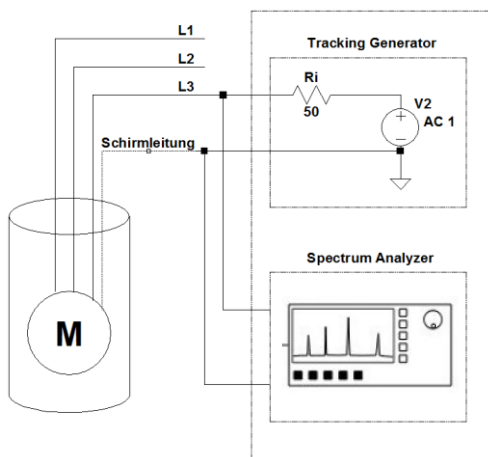 L1
L2
L3
Schirmleitung
M
Tracking Generator
Ri
50
V2
AC 1
Spectrum Analyzer